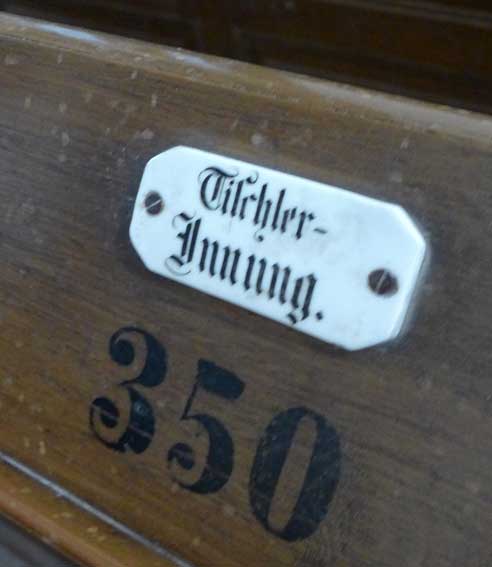 Tischler-
Innung.
350